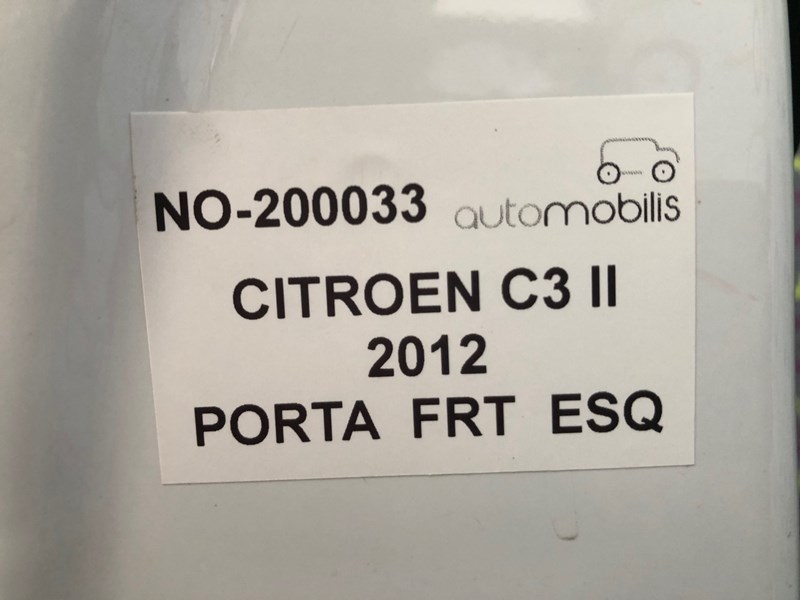 NO-200033 automobilis
CITROEN C3 II
2012
PORTA FRT ESQ